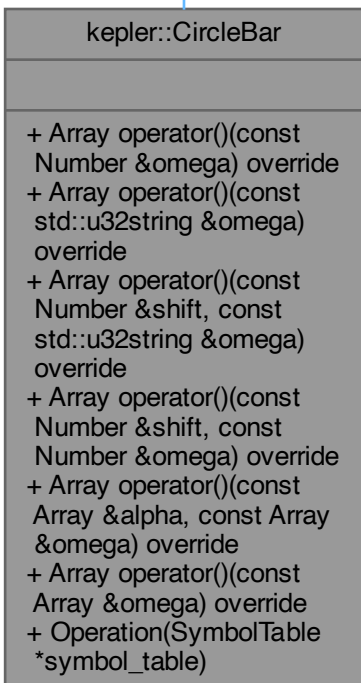 kepler::CircleBar
+ Array operator()(const
Number &omega) override
+ Array operator()(const
std::u32string &omega)
override
+ Array operator()(const
Number &shift, const
std::u32string &omega)
override
+ Array operator()(const
Number &shift, const
Number &omega) override
+ Array operator()(const
Array &alpha, const Array
&omega) override
+ Array operator()(const
Array &omega) override
+ Operation(SymbolTable
*symbol_table)